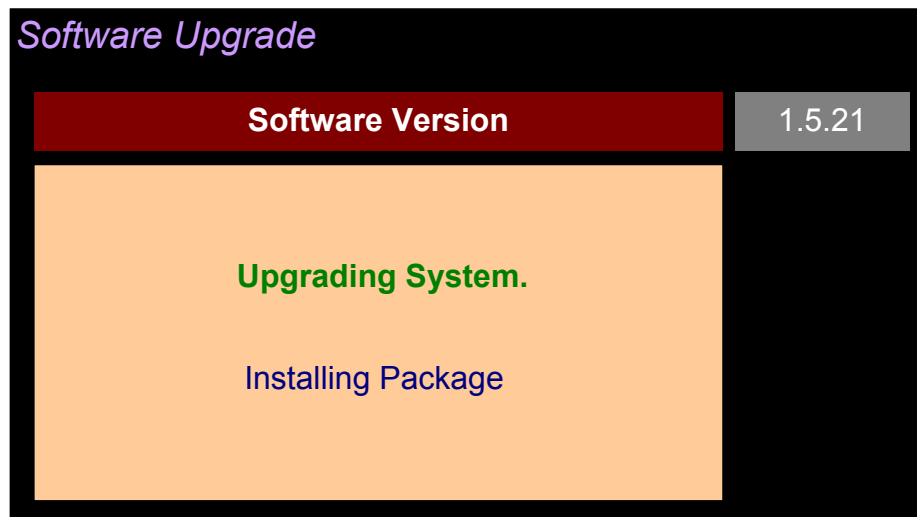 Software Upgrade
Software Version 1.5.21
Upgrading System.
Installing Package